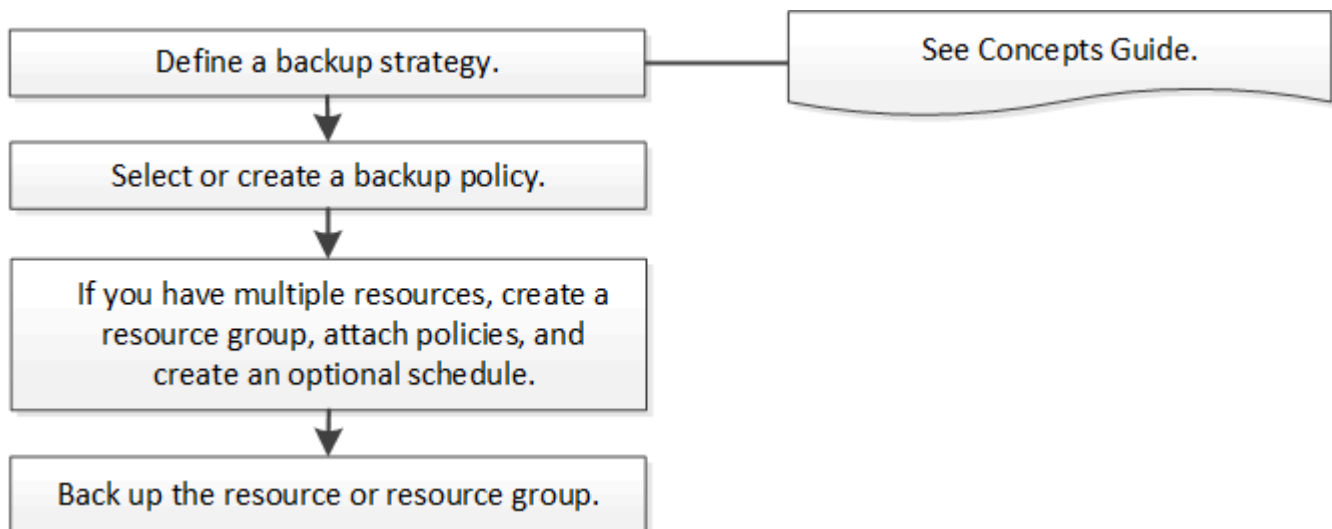 Define a backup strategy.
See Concepts Guide.
Select or create a backup policy.
If you have multiple resources, create a
resource group, attach policies, and
create an optional schedule.
Back up the resource or resource group.